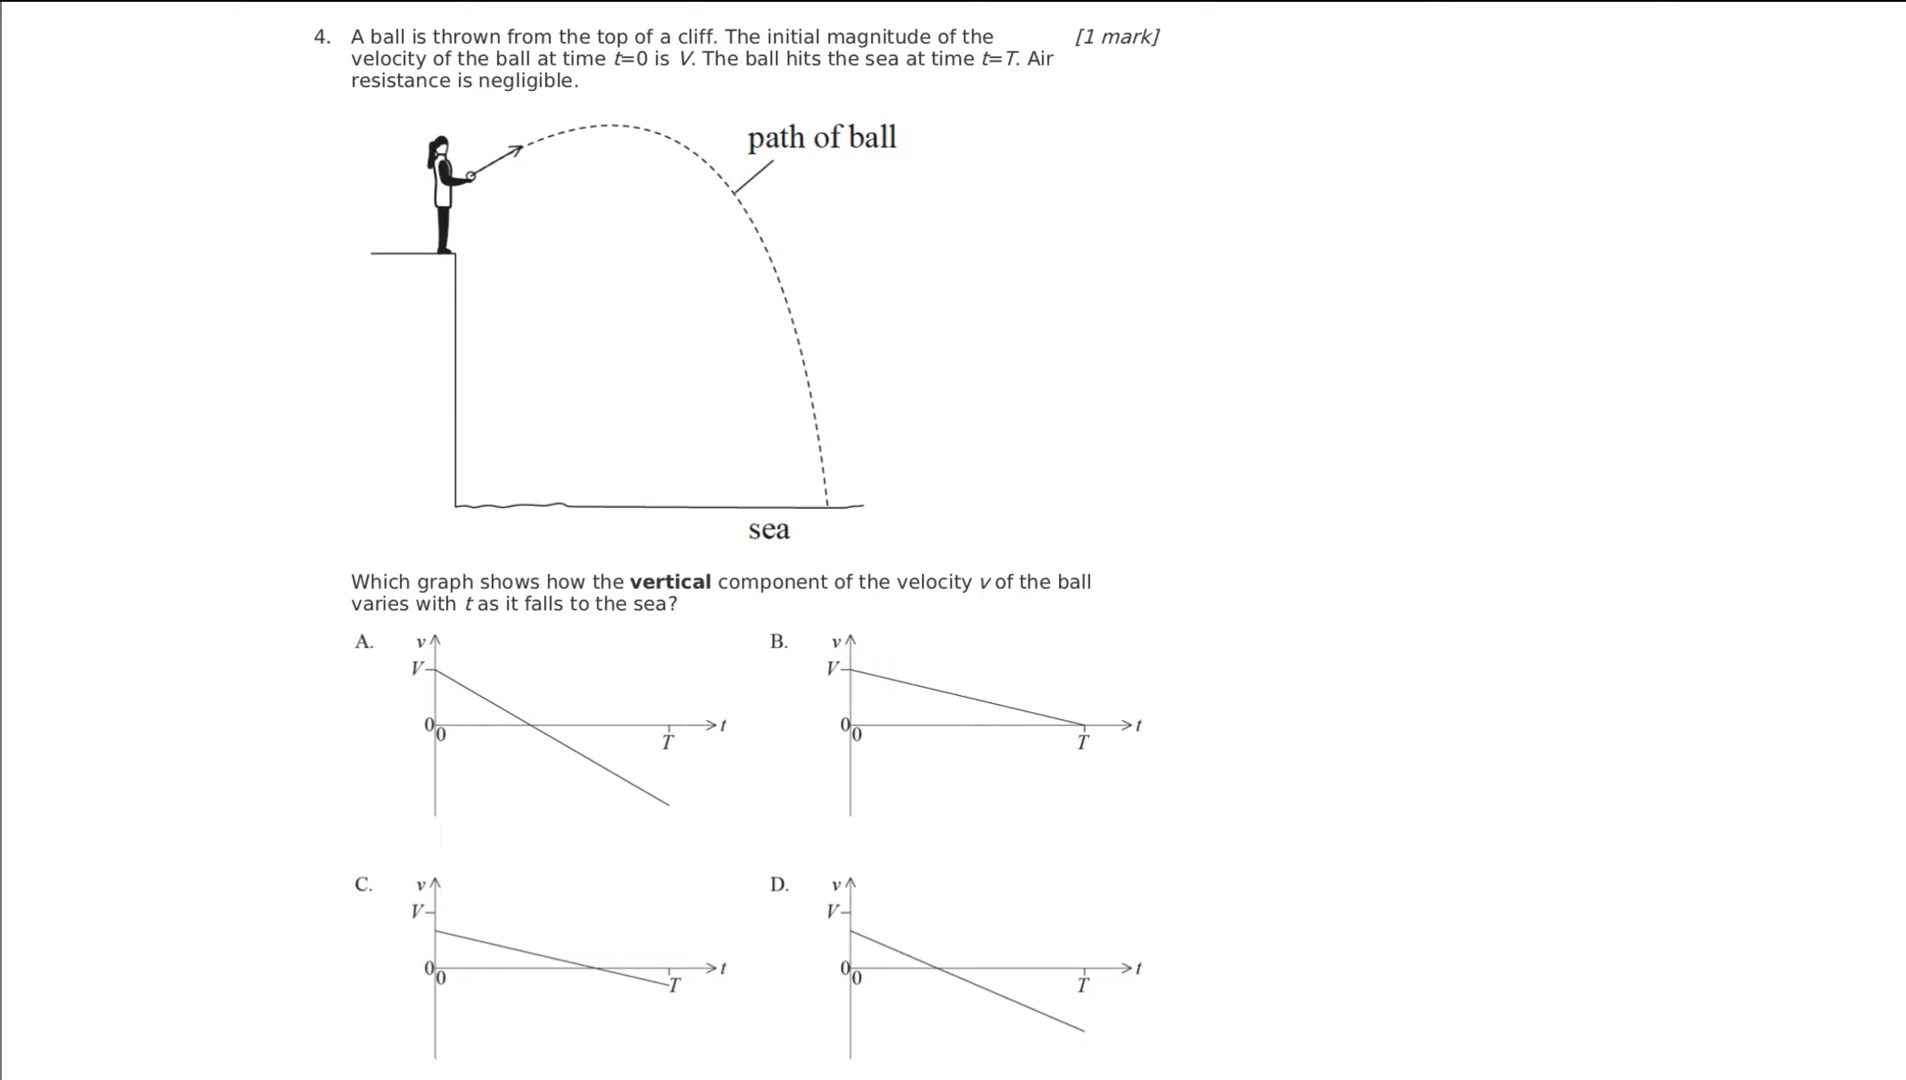 4. A ball is thrown from the top of a cliff. The initial magnitude of the [1 mark]
velocity of the ball at time t=0 is V. The ball hits the sea at time t=T. Air
resistance is negligible.
path of ball
sea
Which graph shows how the vertical component of the velocity v of the ball
varies with t as it falls to the sea?
A. v V 0 0 T t
B. v V 0 0 T t
C. v V 0 0 T t
D. v V 0 0 T t